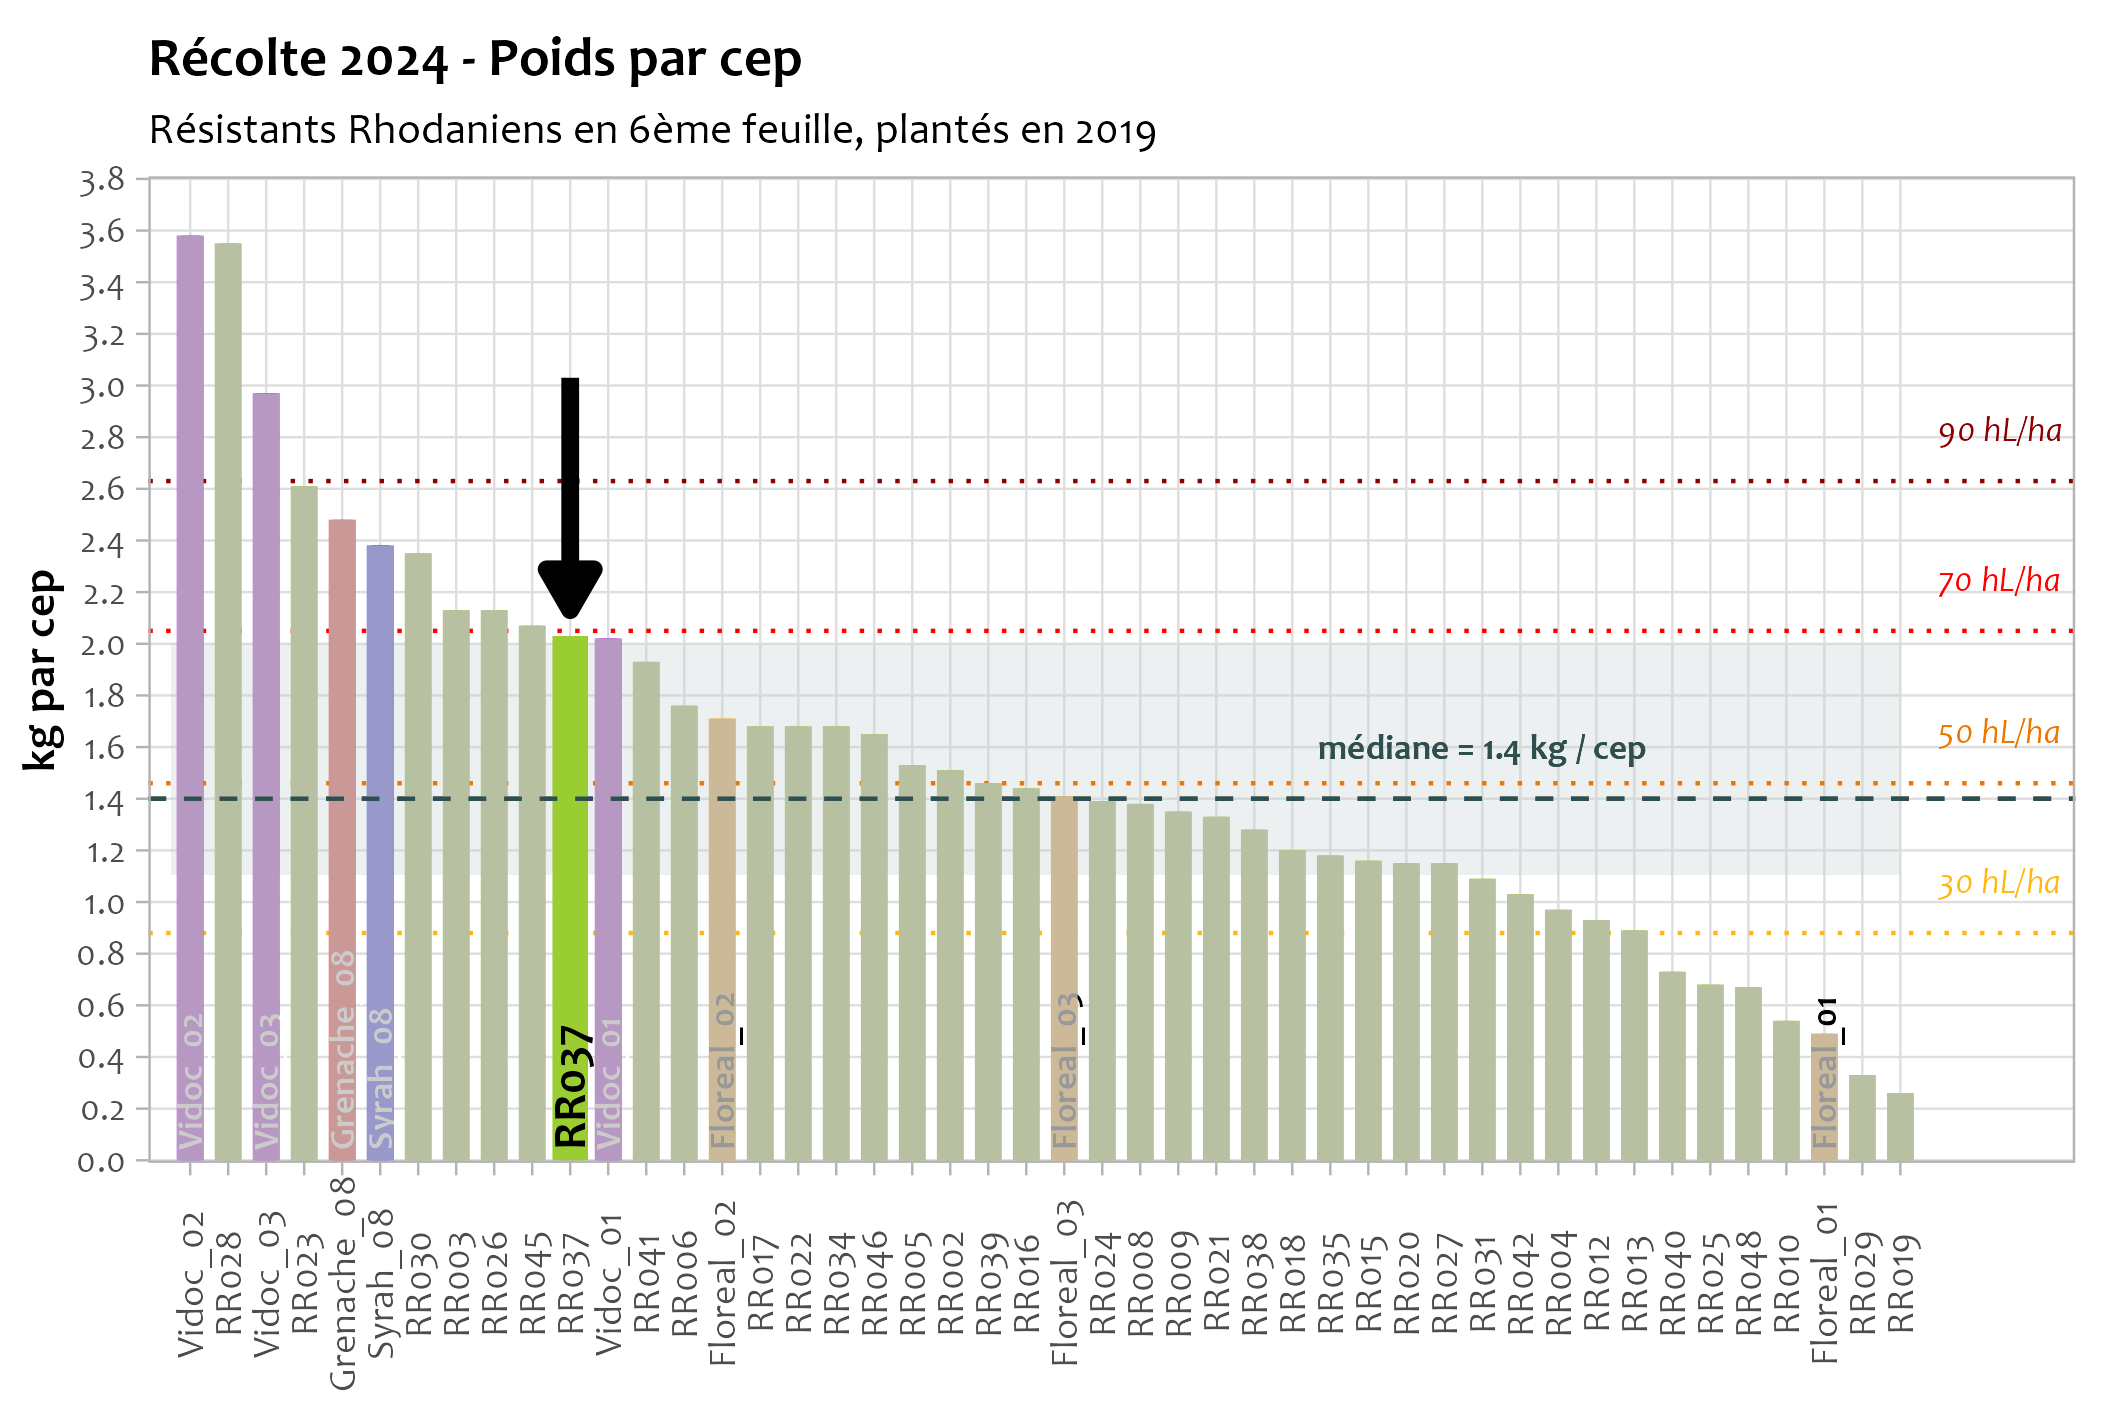 Récolte 2024 - Poids par cep
Résistants Rhodaniens en 6ème feuille, plantés en 2019
kg par cep
3.8
3.6
3.4
3.2
3.0
2.8
2.6
2.4
2.2
2.0
1.8
1.6
1.4
1.2
1.0
0.8
0.6
0.4
0.2
0.0
90 hL/ha
70 hL/ha
50 hL/ha
médiane = 1.4 kg / cep
30 hL/ha
Vidoc_02
Vidoc_03
Grenache_08
Syrah_08
RR037
Vidoc_01
Floreal_02
Floreal_03
Floreal_01
Vidoc_02
RR028
Vidoc_03
RR023
Grenache_08
Syrah_08
RR030
RR003
RR026
RR045
RR037
Vidoc_01
RR041
RR006
Floreal_02
RR017
RR022
RR034
RR046
RR005
RR002
RR039
RR016
Floreal_03
RR024
RR008
RR009
RR021
RR038
RR018
RR035
RR015
RR020
RR027
RR031
RR042
RR004
RR012
RR013
RR040
RR025
RR048
RR010
Floreal_01
RR029
RR019